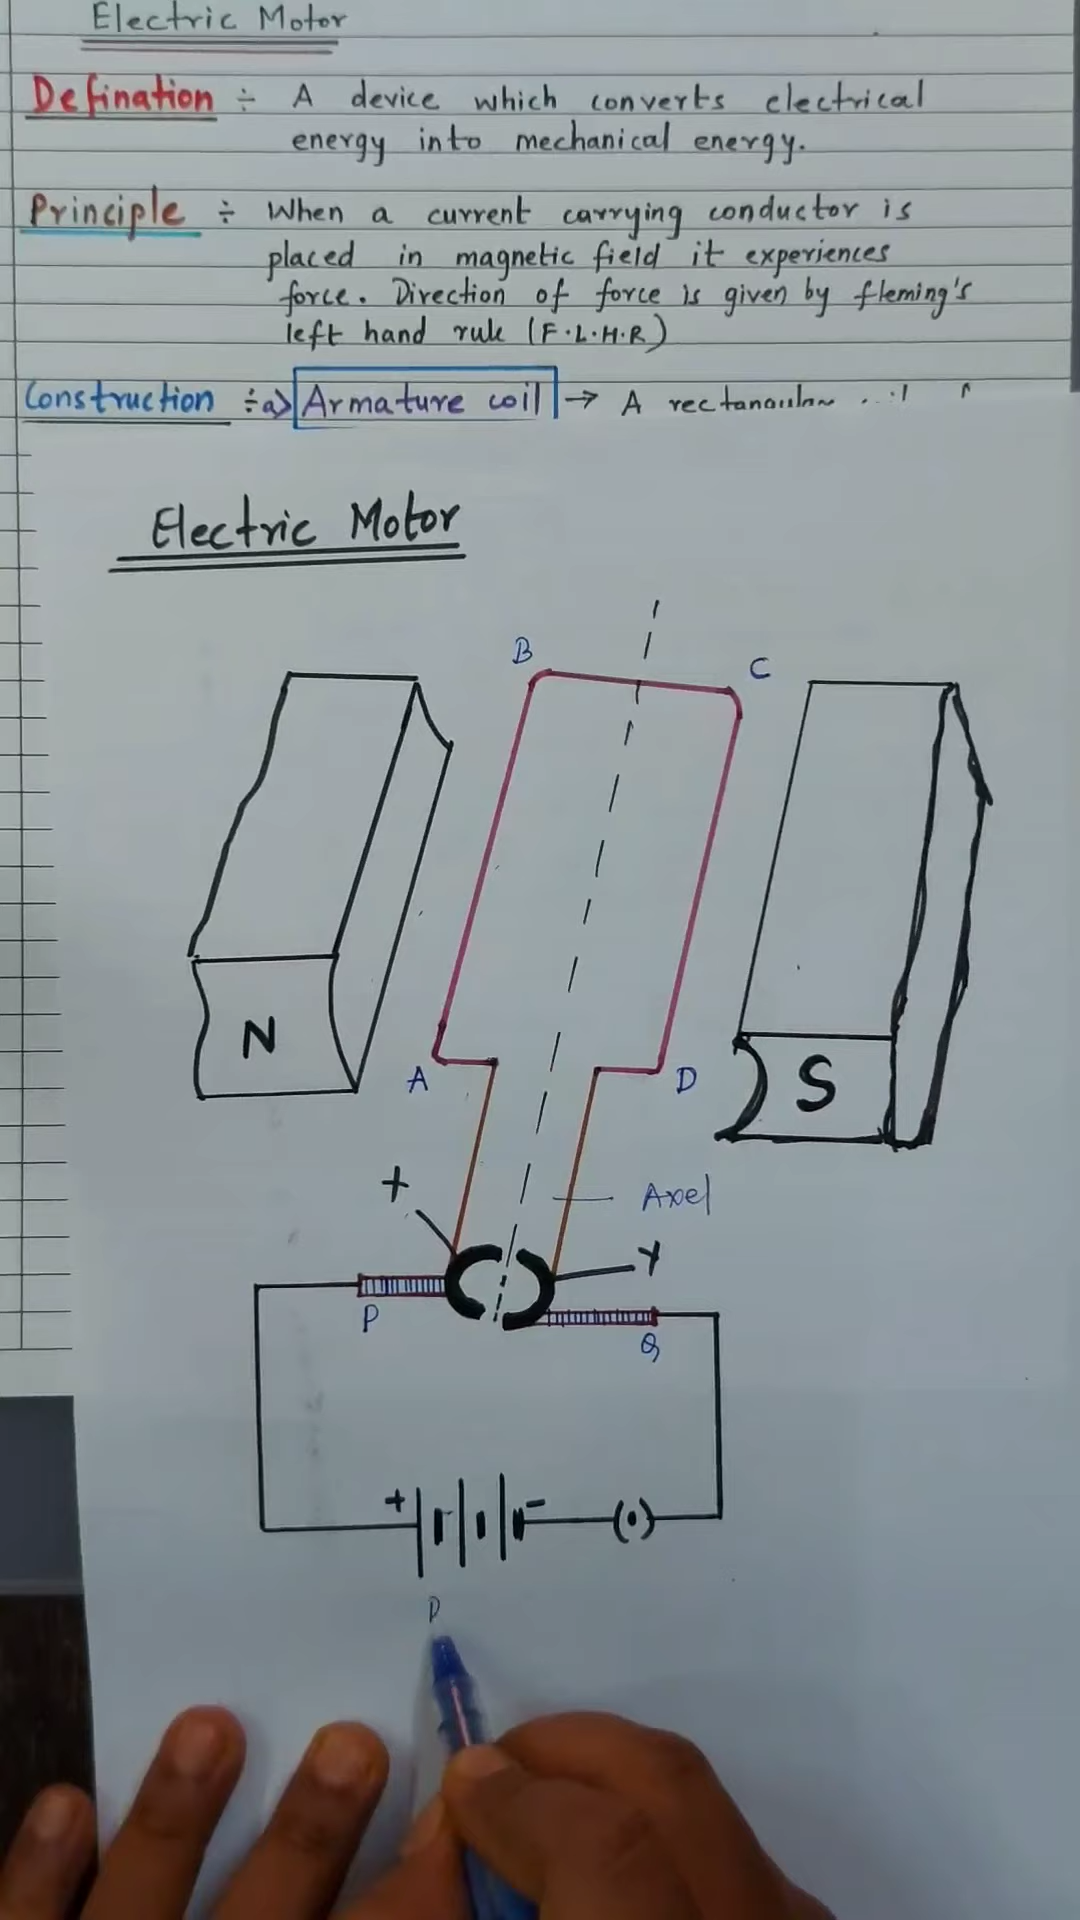 Electric Motor
Defination ÷ A device which converts electrical
energy into mechanical energy.
Principle ÷ When a current carrying conductor is
placed in magnetic field it experiences
force. Direction of force is given by fleming's
left hand rule (F.L.H.R)
Construction ÷ a) Armature coil → A
Electric Motor
B
C
N
A
D
S
+
Axel
Y
P
Q
+ -
(•)